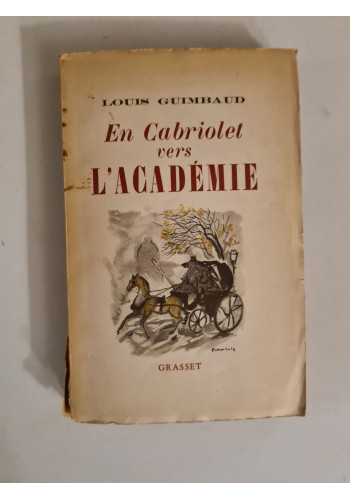 LOUIS GUIMBAUD
En Cabriolet
vers
L'ACADÉMIE
GRASSET